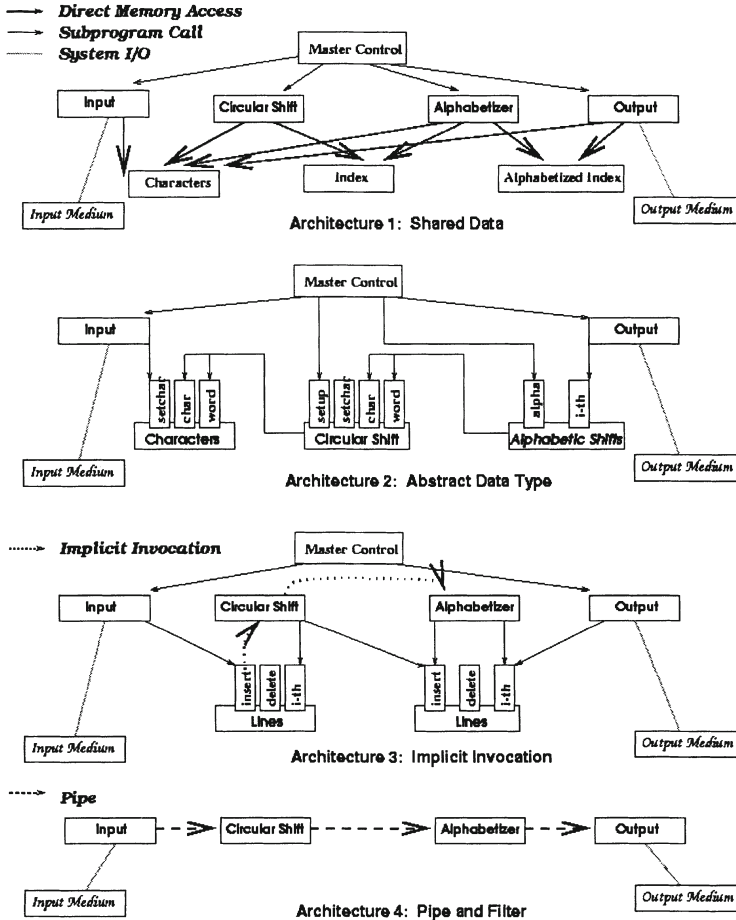 Direct Memory Access
Subprogram Call
System I/O
Master Control
Input
Circular Shift
Alphabetizer
Output
Characters
Index
Alphabetized Index
Input Medium
Output Medium
Architecture 1: Shared Data
Master Control
Input
Output
setchar
char
word
setup
setchar
char
word
alpha
i-th
Characters
Circular Shift
Alphabetic Shifts
Input Medium
Output Medium
Architecture 2: Abstract Data Type
Implicit Invocation
Master Control
Input
Circular Shift
Alphabetizer
Output
insert
delete
i-th
insert
delete
i-th
Lines
Lines
Input Medium
Output Medium
Architecture 3: Implicit Invocation
Pipe
Input
Circular Shift
Alphabetizer
Output
Input Medium
Output Medium
Architecture 4: Pipe and Filter